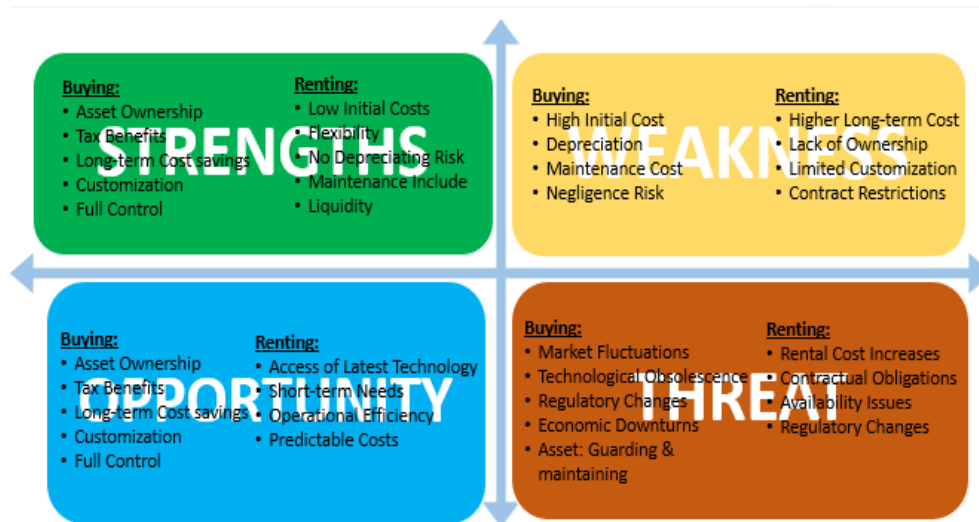 STRENGTHS
Buying:
• Asset Ownership
• Tax Benefits
• Long-term Cost savings
• Customization
• Full Control
Renting:
• Low Initial Costs
• Flexibility
• No Depreciating Risk
• Maintenance Include
• Liquidity
WEAKNESS
Buying:
• High Initial Cost
• Depreciation
• Maintenance Cost
• Negligence Risk
Renting:
• Higher Long-term Cost
• Lack of Ownership
• Limited Customization
• Contract Restrictions
OPPORTUNITY
Buying:
• Asset Ownership
• Tax Benefits
• Long-term Cost savings
• Customization
• Full Control
Renting:
• Access of Latest Technology
• Short-term Needs
• Operational Efficiency
• Predictable Costs
THREAT
Buying:
• Market Fluctuations
• Technological Obsolescence
• Regulatory Changes
• Economic Downturns
• Asset: Guarding &
maintaining
Renting:
• Rental Cost Increases
• Contractual Obligations
• Availability Issues
• Regulatory Changes